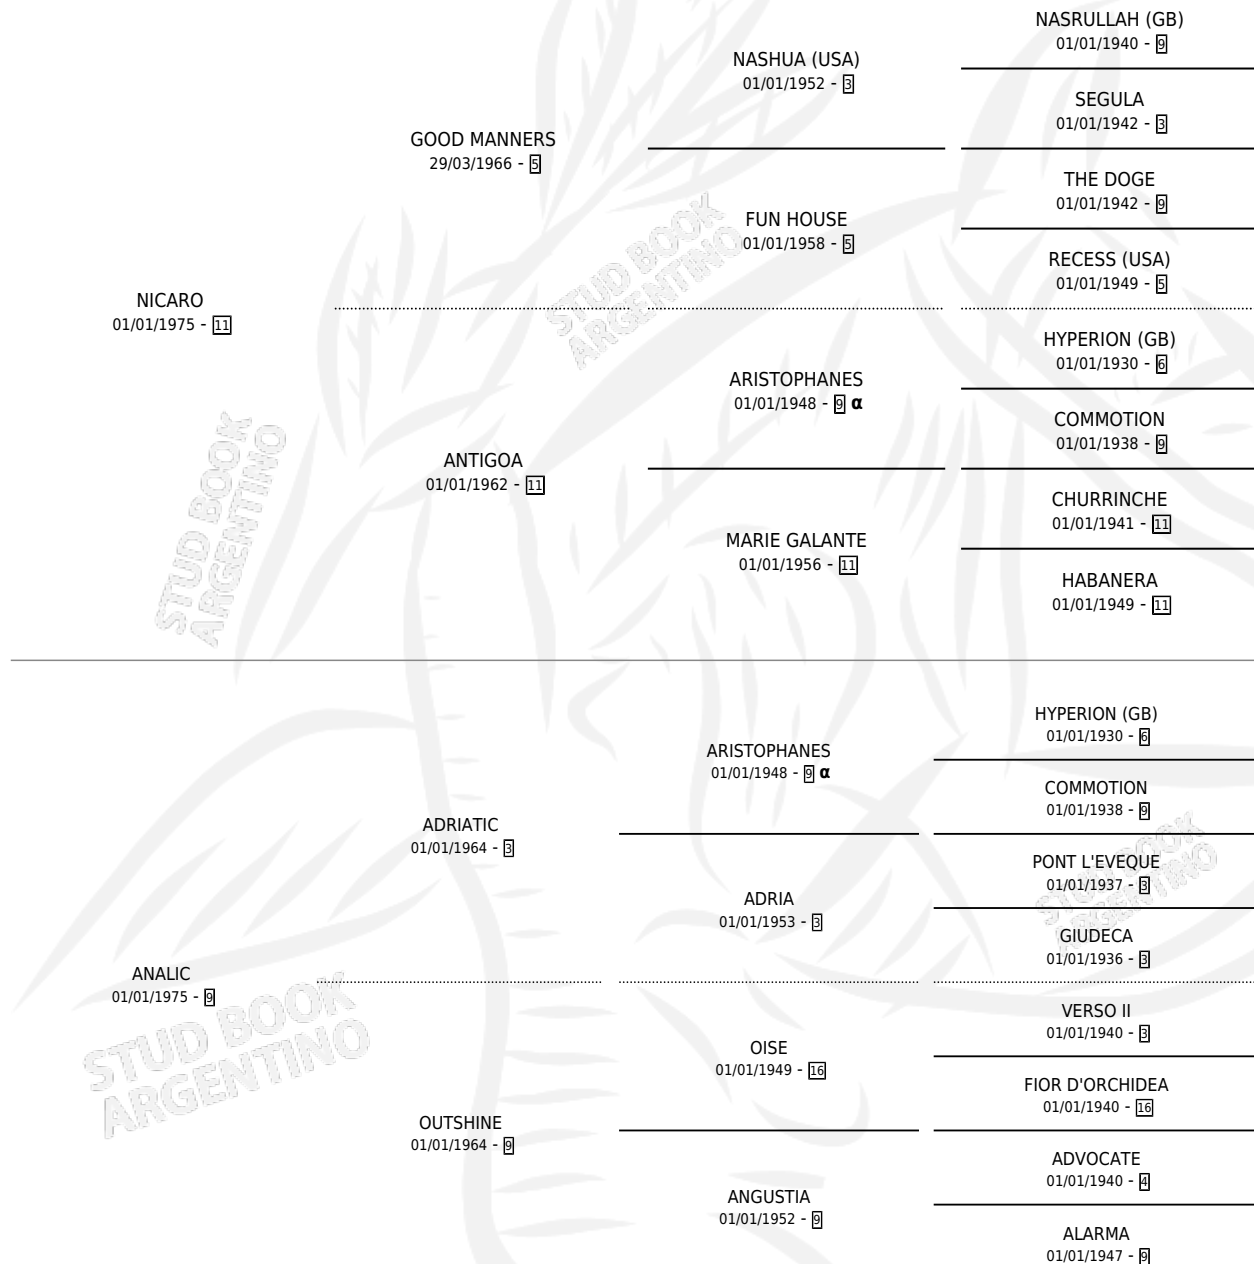 NASRULLAH (GB)
01/01/1940 - 9
NASHUA (USA)
01/01/1952 - 3
SEGULA
01/01/1942 - 3
GOOD MANNERS
29/03/1966 - 5
THE DOGE
01/01/1942 - 9
FUN HOUSE
01/01/1958 - 5
RECESS (USA)
01/01/1949 - 5
NICARO
01/01/1975 - 11
HYPERION (GB)
01/01/1930 - 6
ARISTOPHANES
01/01/1948 - 9 α
COMMOTION
01/01/1938 - 9
ANTIGOA
01/01/1962 - 11
CHURRINCHE
01/01/1941 - 11
MARIE GALANTE
01/01/1956 - 11
HABANERA
01/01/1949 - 11
HYPERION (GB)
01/01/1930 - 6
ARISTOPHANES
01/01/1948 - 9 α
COMMOTION
01/01/1938 - 9
ADRIATIC
01/01/1964 - 3
PONT L'EVEQUE
01/01/1937 - 3
ADRIA
01/01/1953 - 3
GIUDECA
01/01/1936 - 3
ANALIC
01/01/1975 - 9
VERSO II
01/01/1940 - 3
OISE
01/01/1949 - 16
FIOR D'ORCHIDEA
01/01/1940 - 16
OUTSHINE
01/01/1964 - 9
ADVOCATE
01/01/1940 - 4
ANGUSTIA
01/01/1952 - 9
ALARMA
01/01/1947 - 9
STUD BOOK
ARGENTINO
STUD BOOK
ARGENTINO
STUD BOOK
ARGENTINO
STUD BOOK
ARGENTINO